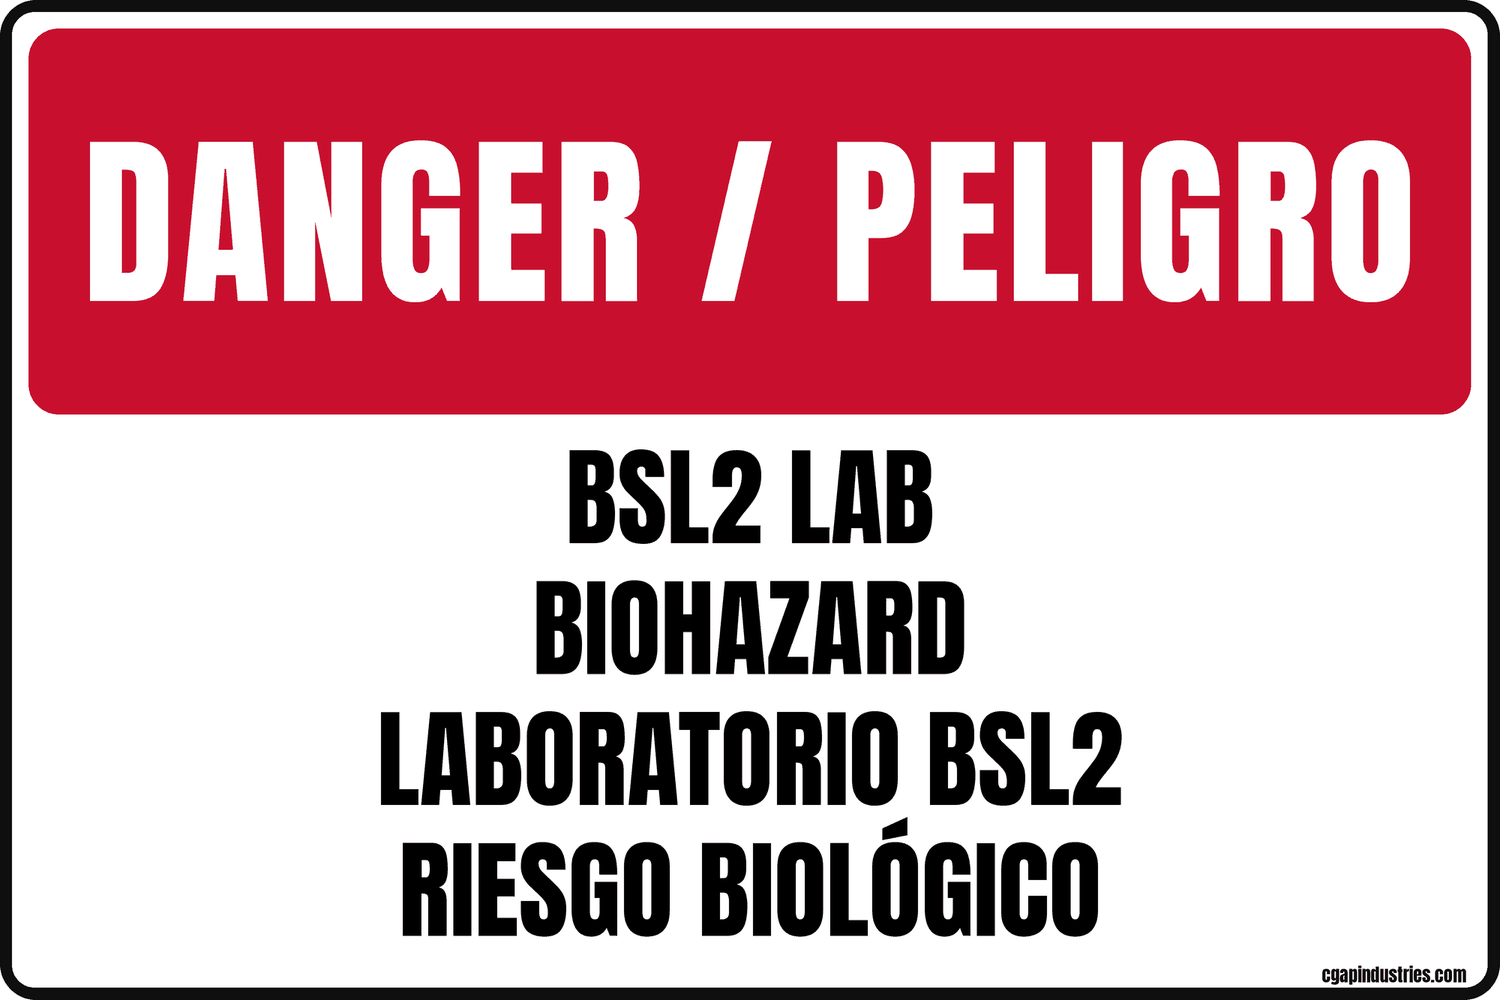 DANGER / PELIGRO
BSL2 LAB
BIOHAZARD
LABORATORIO BSL2
RIESGO BIOLÓGICO
cgapindustries.com